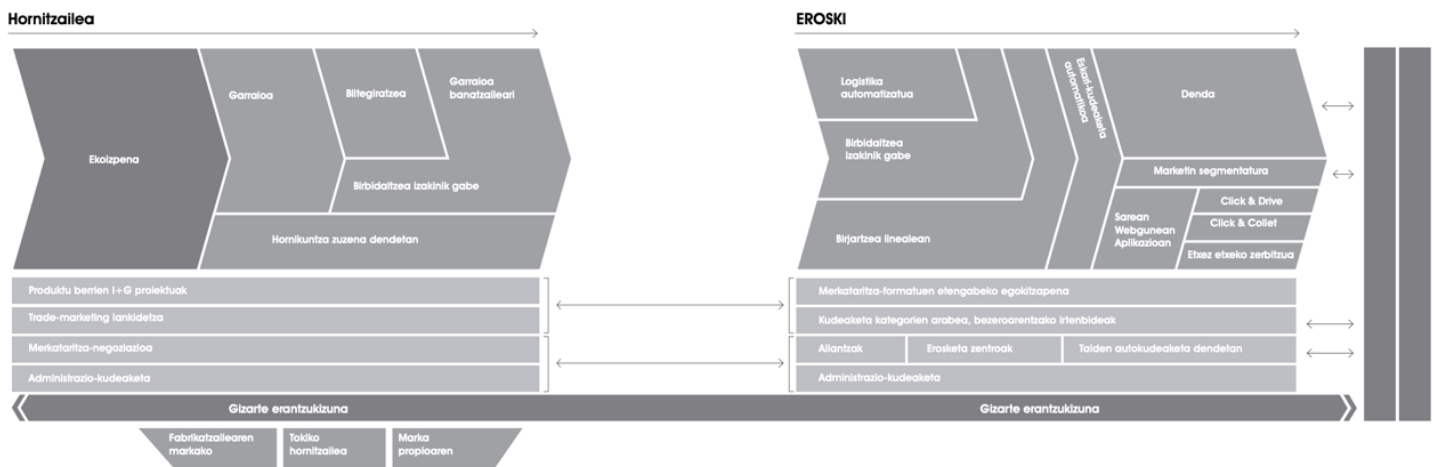 Hornitzailea
Ekoizpena
Garraioa
Biltegiratzea
Garraioa
banatzaileari
Birbidaltzea izakinik gabe
Hornikuntza zuzena dendetan
Produktu berrien I+G proiektuak
Trade-marketing lankidetza
Merkataritza-negoziazioa
Administrazio-kudeaketa
EROSKI
Logistika
automatizatua
Birbidaltzea
izakinik gabe
Birjartzea linealean
Eskari-kudeaketa
automatikoa
Denda
Marketin segmentatura
Sarean
Webgunean
Aplikazioan
Click & Drive
Click & Collet
Etxez etxeko zerbitzua
Merkataritza-formatuen etengabeko egokitzapena
Kudeaketa kategorien arabea, bezeroarentzako irtenbideak
Aliantzak
Erosketa zentroak
Talden autokudeaketa dendetan
Administrazio-kudeaketa
Gizarte erantzukizuna
Gizarte erantzukizuna
Fabrikatzailearen
markako
Tokiko
hornitzailea
Marka
propioaren